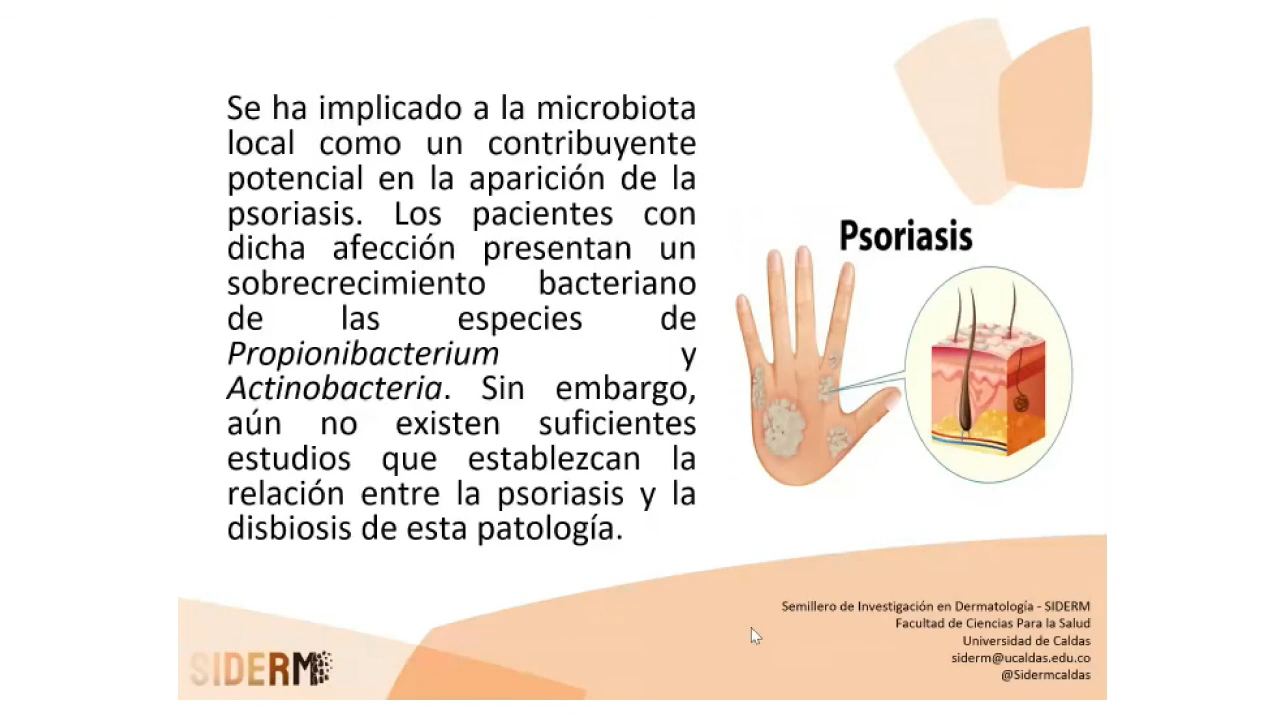 Se ha implicado a la microbiota
local como un contribuyente
potencial en la aparición de la
psoriasis. Los pacientes con
dicha afección presentan un
sobrecrecimiento bacteriano
de las especies de
Propionibacterium y
Actinobacteria. Sin embargo,
aún no existen suficientes
estudios que establezcan la
relación entre la psoriasis y la
disbiosis de esta patología.
Psoriasis
Semillero de Investigación en Dermatología - SIDERM
Facultad de Ciencias Para la Salud
Universidad de Caldas
siderm@ucaldas.edu.co
@Sidermcaldas
SIDERM